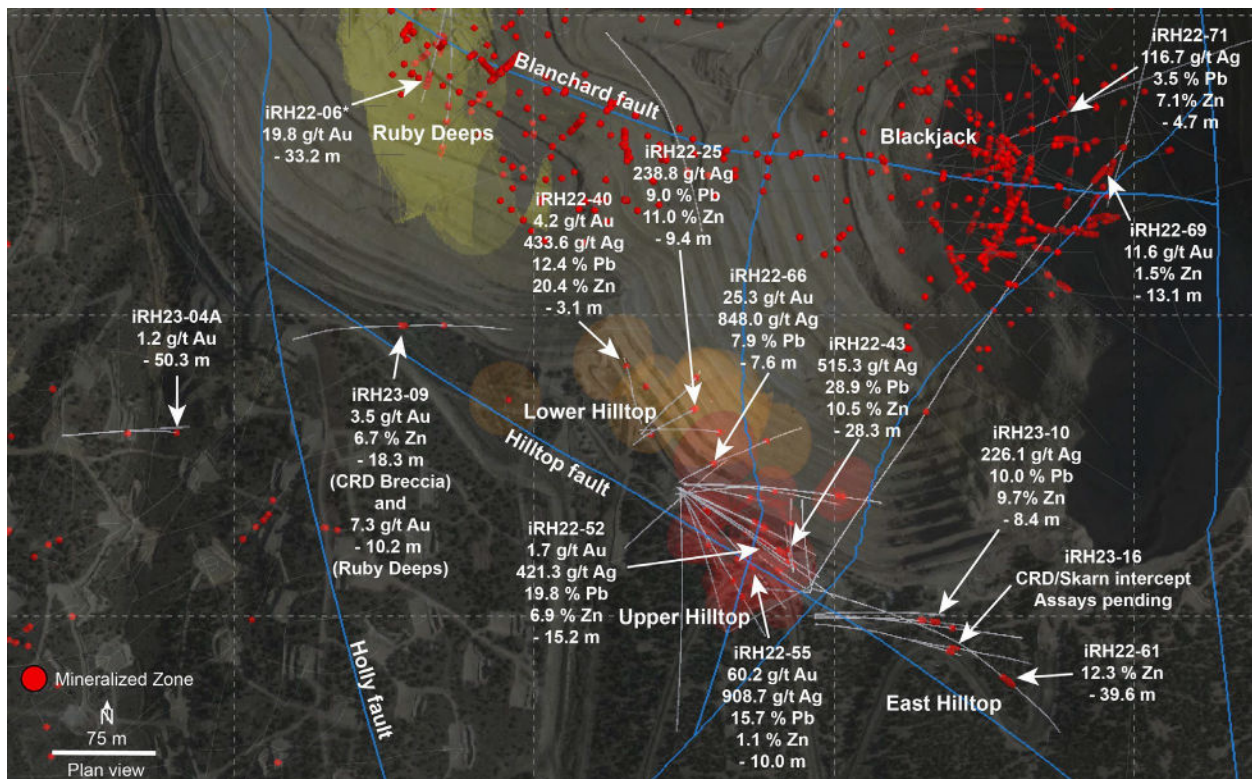 iRH22-71
116.7 g/t Ag
3.5 % Pb
7.1% Zn
- 4.7 m
Blanchard fault
iRH22-06*
19.8 g/t Au
- 33.2 m
Ruby Deeps
Blackjack
iRH22-25
238.8 g/t Ag
9.0 % Pb
11.0 % Zn
- 9.4 m
iRH22-40
4.2 g/t Au
433.6 g/t Ag
12.4 % Pb
20.4 % Zn
- 3.1 m
iRH22-69
11.6 g/t Au
1.5% Zn
- 13.1 m
iRH22-66
25.3 g/t Au
848.0 g/t Ag
7.9 % Pb
- 7.6 m
iRH23-04A
1.2 g/t Au
- 50.3 m
iRH22-43
515.3 g/t Ag
28.9 % Pb
10.5 % Zn
- 28.3 m
iRH23-09
3.5 g/t Au
6.7 % Zn
- 18.3 m
(CRD Breccia)
and
7.3 g/t Au
- 10.2 m
(Ruby Deeps)
Lower Hilltop
Hilltop fault
iRH23-10
226.1 g/t Ag
10.0 % Pb
9.7% Zn
- 8.4 m
iRH22-52
1.7 g/t Au
421.3 g/t Ag
19.8 % Pb
6.9 % Zn
- 15.2 m
iRH23-16
CRD/Skarn intercept
Assays pending
Upper Hilltop
iRH22-55
60.2 g/t Au
908.7 g/t Ag
15.7 % Pb
1.1 % Zn
- 10.0 m
iRH22-61
12.3 % Zn
- 39.6 m
East Hilltop
Holly fault
Mineralized Zone
N
75 m
Plan view